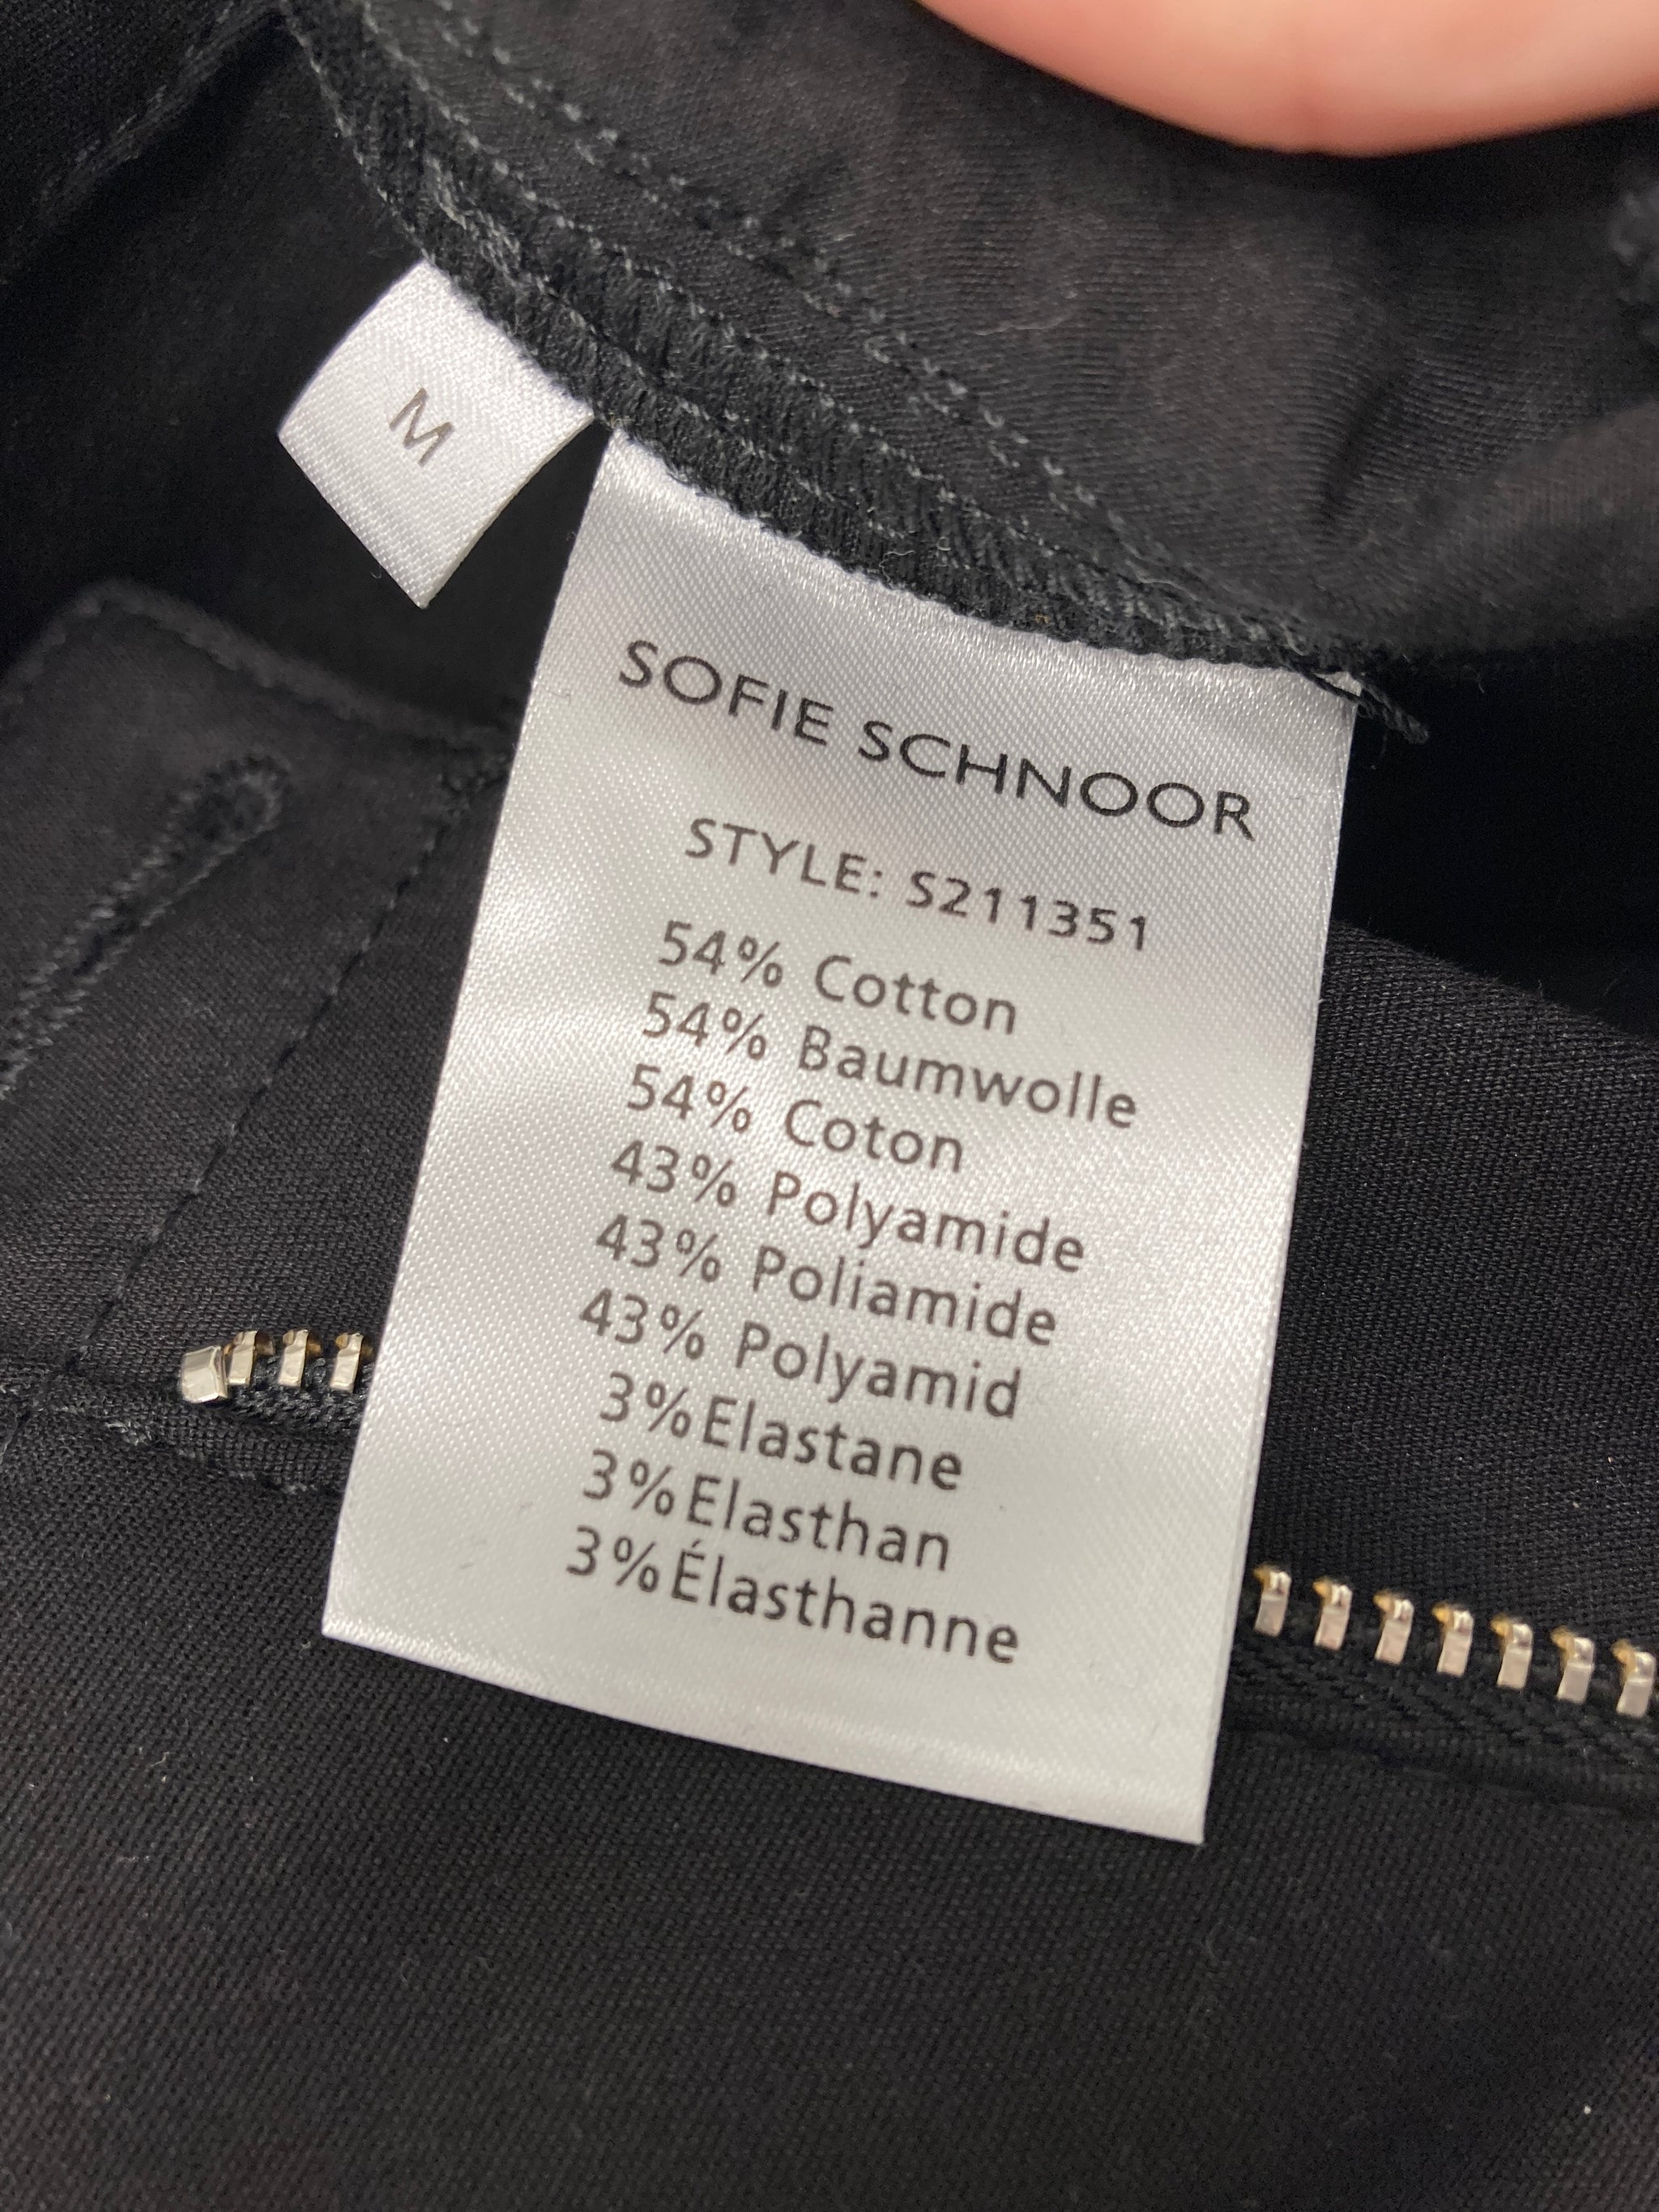 M
SOFIE SCHNOOR
STYLE: S211351
54% Cotton
54% Baumwolle
54% Coton
43% Polyamide
43% Poliamide
43% Polyamid
3%Elastane
3%Elasthan
3%Élasthanne